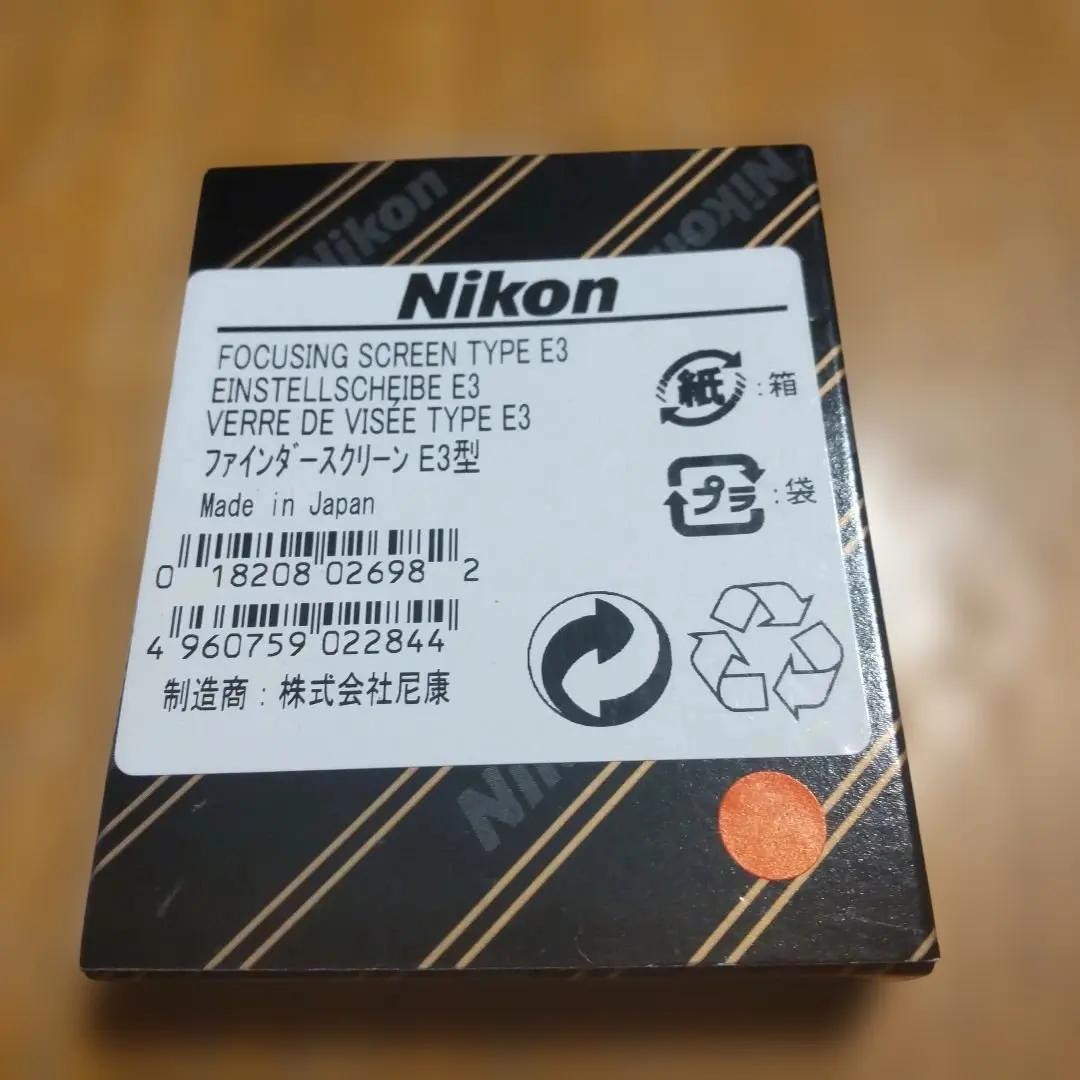 Nikon
Nikon
Nikon
FOCUSING SCREEN TYPE E3
EINSTELLSCHEIBE E3
VERRE DE VISÉE TYPE E3
ファインダースクリーン E3型
Made in Japan
0 18208 02698 2
4 960759 022844
制造商：株式会社尼康
紙 :箱
プラ :袋